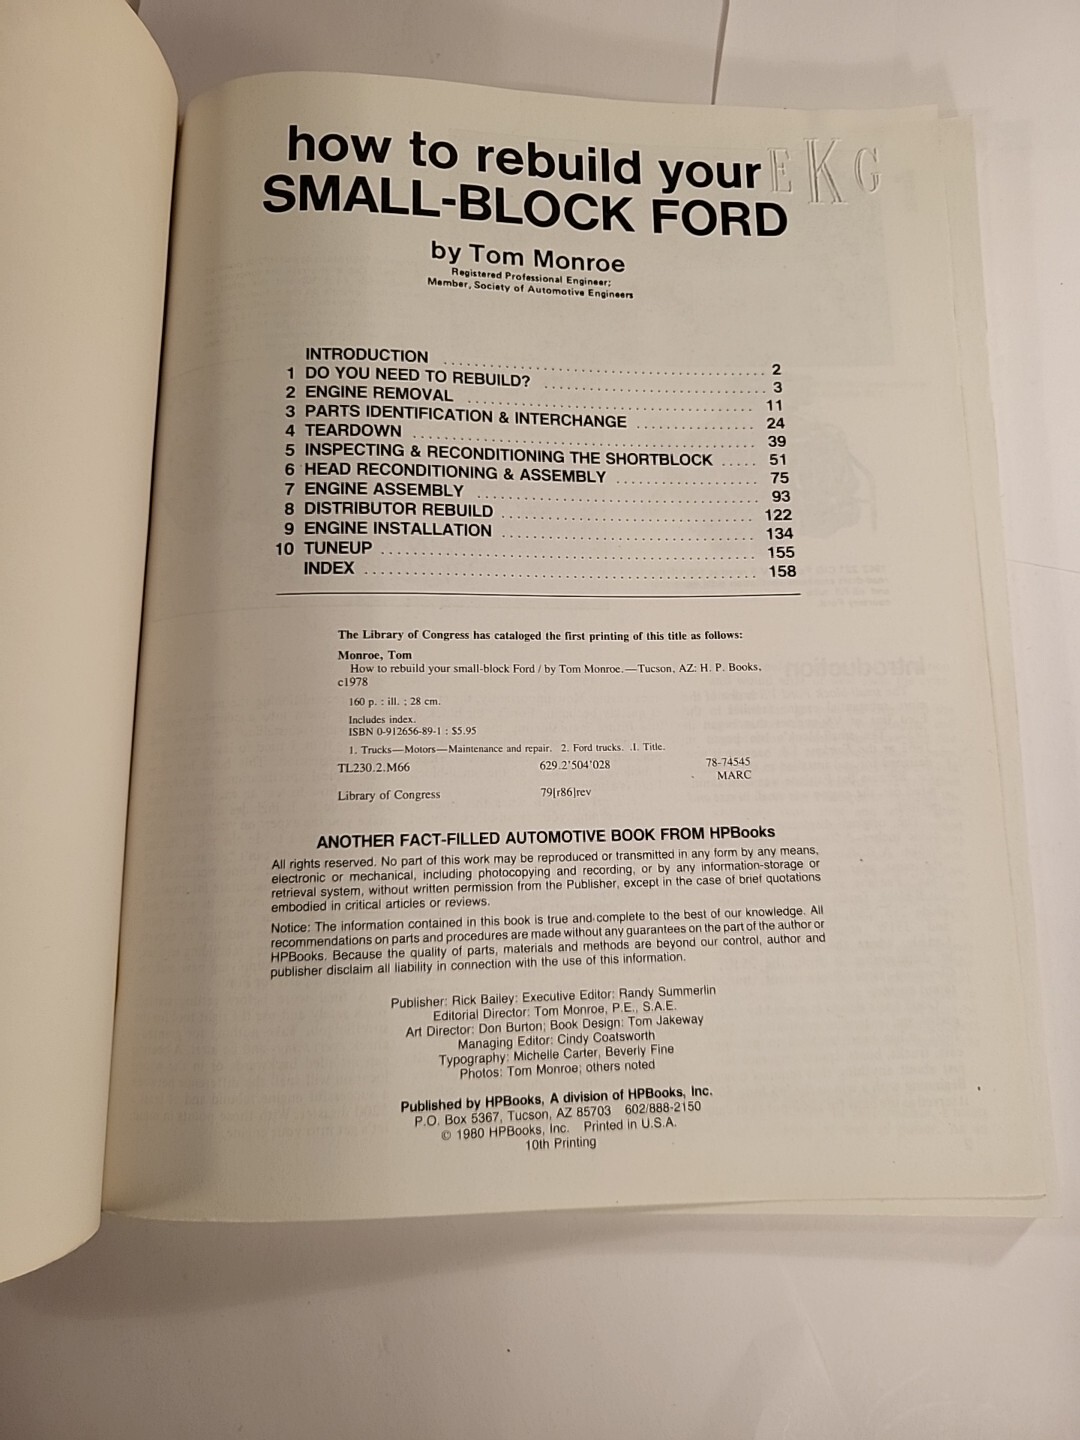 how to rebuild your
E K G
SMALL-BLOCK FORD
by Tom Monroe
Registered Professional Engineer;
Member, Society of Automotive Engineers
INTRODUCTION 2
1 DO YOU NEED TO REBUILD? 3
2 ENGINE REMOVAL 11
3 PARTS IDENTIFICATION & INTERCHANGE 24
4 TEARDOWN 39
5 INSPECTING & RECONDITIONING THE SHORTBLOCK 51
6 HEAD RECONDITIONING & ASSEMBLY 75
7 ENGINE ASSEMBLY 93
8 DISTRIBUTOR REBUILD 122
9 ENGINE INSTALLATION 134
10 TUNEUP 155
INDEX 158
The Library of Congress has cataloged the first printing of this title as follows:
Monroe, Tom
How to rebuild your small-block Ford / by Tom Monroe.—Tucson, AZ: H. P. Books,
c1978
160 p. : ill. ; 28 cm.
Includes index.
ISBN 0-912656-89-1 : $5.95
1. Trucks—Motors—Maintenance and repair. 2. Ford trucks. .I. Title.
TL230.2.M66 629.2'504'028 78-74545
MARC
Library of Congress 79[r86]rev
ANOTHER FACT-FILLED AUTOMOTIVE BOOK FROM HPBooks
All rights reserved. No part of this work may be reproduced or transmitted in any form by any means,
electronic or mechanical, including photocopying and recording, or by any information-storage or
retrieval system, without written permission from the Publisher, except in the case of brief quotations
embodied in critical articles or reviews.
Notice: The information contained in this book is true and complete to the best of our knowledge. All
recommendations on parts and procedures are made without any guarantees on the part of the author or
HPBooks. Because the quality of parts, materials and methods are beyond our control, author and
publisher disclaim all liability in connection with the use of this information.
Publisher: Rick Bailey; Executive Editor: Randy Summerlin
Editorial Director: Tom Monroe, P.E., S.A.E.
Art Director: Don Burton; Book Design: Tom Jakeway
Managing Editor: Cindy Coatsworth
Typography: Michelle Carter, Beverly Fine
Photos: Tom Monroe; others noted
Published by HPBooks, A division of HPBooks, Inc.
P.O. Box 5367, Tucson, AZ 85703 602/888-2150
© 1980 HPBooks, Inc. Printed in U.S.A.
10th Printing